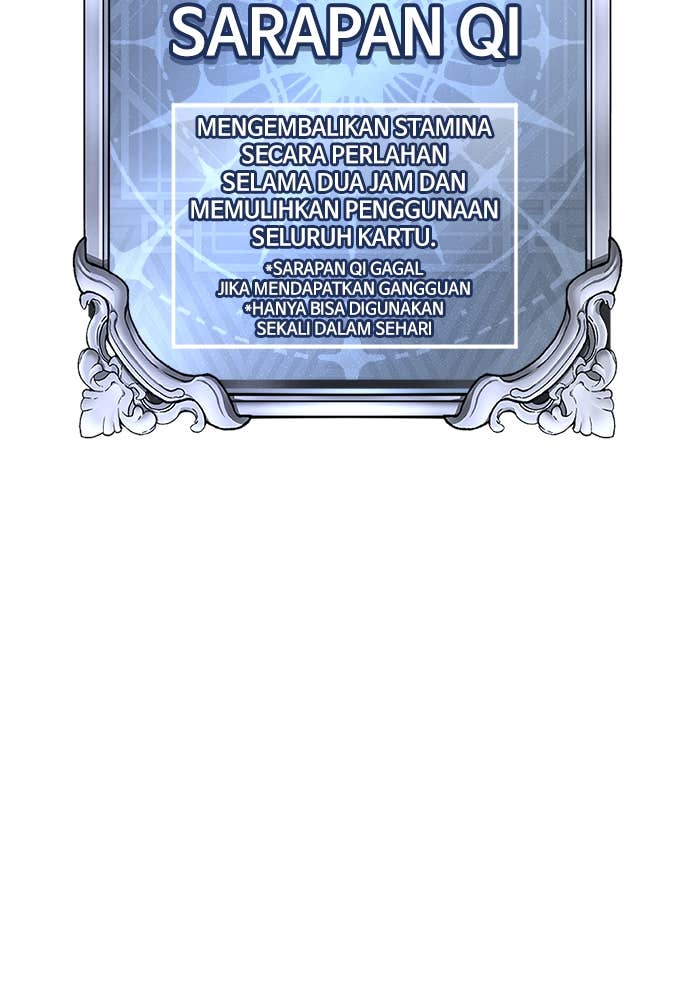 SARAPAN QI
MENGEMBALIKAN STAMINA
SECARA PERLAHAN
SELAMA DUA JAM DAN
MEMULIHKAN PENGGUNAAN
SELURUH KARTU.
*SARAPAN QI GAGAL
JIKA MENDAPATKAN GANGGUAN
*HANYA BISA DIGUNAKAN
SEKALI DALAM SEHARI